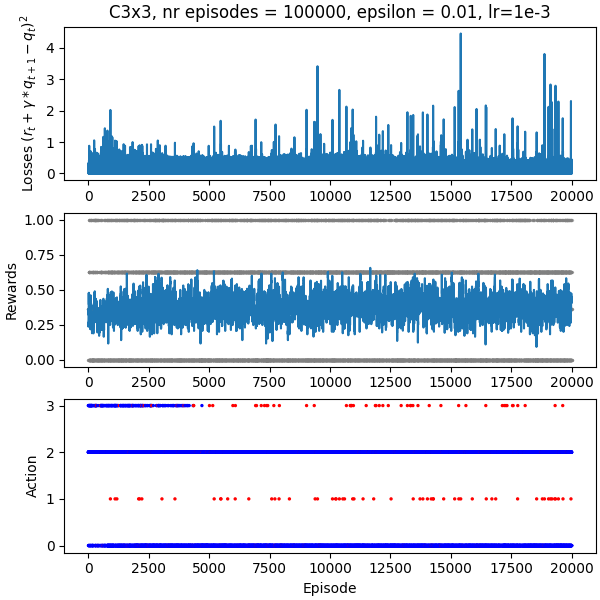 C3x3, nr episodes = 100000, epsilon = 0.01, lr=1e-3
Losses $(r_t + \gamma * q_{t+1} - q_t)^2$
4
3
2
1
0
0 2500 5000 7500 10000 12500 15000 17500 20000
Rewards
1.00
0.75
0.50
0.25
0.00
0 2500 5000 7500 10000 12500 15000 17500 20000
Action
3
2
1
0
0 2500 5000 7500 10000 12500 15000 17500 20000
Episode